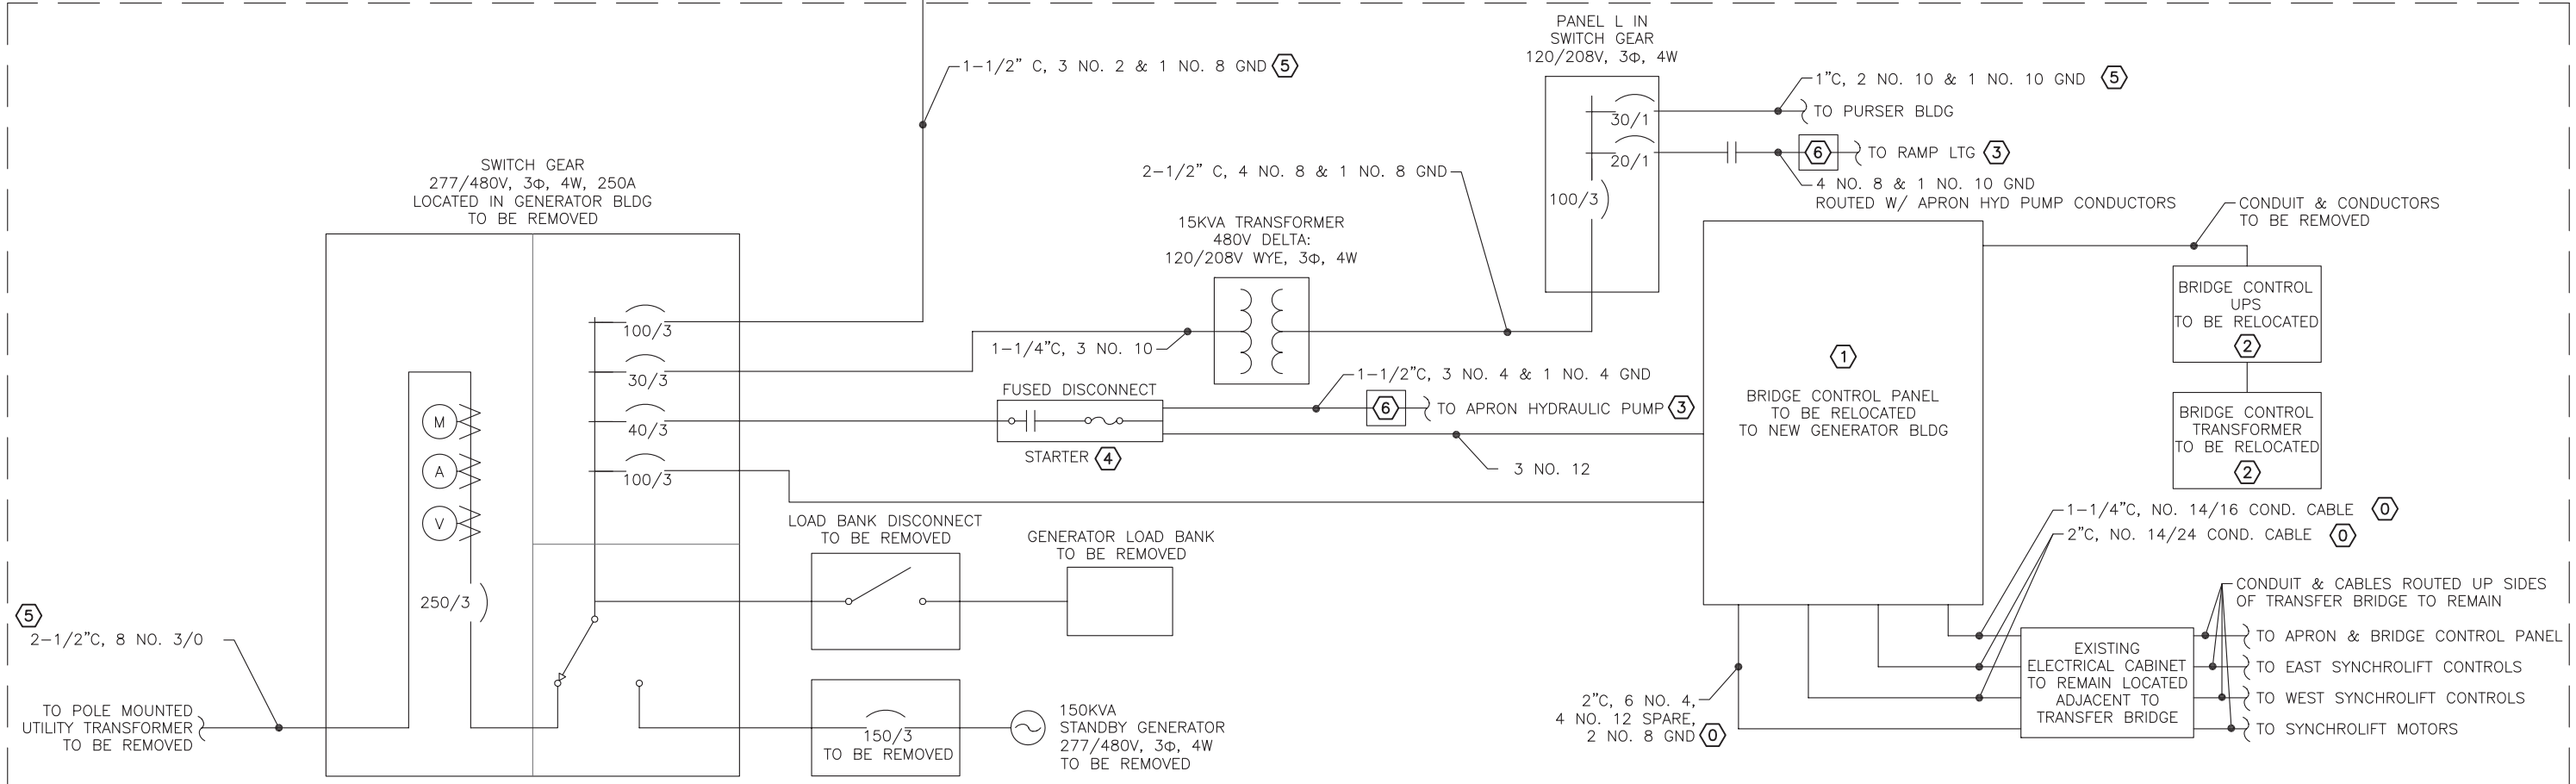 1-1/2" C, 3 NO. 2 & 1 NO. 8 GND 5
PANEL L IN
SWITCH GEAR
120/208V, 3Φ, 4W
30/1
20/1
100/3
1"C, 2 NO. 10 & 1 NO. 10 GND 5
TO PURSER BLDG
6 TO RAMP LTG 3
4 NO. 8 & 1 NO. 10 GND
ROUTED W/ APRON HYD PUMP CONDUCTORS
SWITCH GEAR
277/480V, 3Φ, 4W, 250A
LOCATED IN GENERATOR BLDG
TO BE REMOVED
100/3
30/3
40/3
100/3
M
A
V
250/3
5
2-1/2"C, 8 NO. 3/0
TO POLE MOUNTED
UTILITY TRANSFORMER
TO BE REMOVED
2-1/2" C, 4 NO. 8 & 1 NO. 8 GND
15KVA TRANSFORMER
480V DELTA:
120/208V WYE, 3Φ, 4W
1-1/4"C, 3 NO. 10
FUSED DISCONNECT
STARTER 4
1-1/2"C, 3 NO. 4 & 1 NO. 4 GND
6 TO APRON HYDRAULIC PUMP 3
3 NO. 12
LOAD BANK DISCONNECT
TO BE REMOVED
GENERATOR LOAD BANK
TO BE REMOVED
150/3
TO BE REMOVED
150KVA
STANDBY GENERATOR
277/480V, 3Φ, 4W
TO BE REMOVED
1
BRIDGE CONTROL PANEL
TO BE RELOCATED
TO NEW GENERATOR BLDG
CONDUIT & CONDUCTORS
TO BE REMOVED
BRIDGE CONTROL
UPS
TO BE RELOCATED
2
BRIDGE CONTROL
TRANSFORMER
TO BE RELOCATED
2
1-1/4"C, NO. 14/16 COND. CABLE 0
2"C, NO. 14/24 COND. CABLE 0
CONDUIT & CABLES ROUTED UP SIDES
OF TRANSFER BRIDGE TO REMAIN
2"C, 6 NO. 4,
4 NO. 12 SPARE,
2 NO. 8 GND 0
EXISTING
ELECTRICAL CABINET
TO REMAIN LOCATED
ADJACENT TO
TRANSFER BRIDGE
TO APRON & BRIDGE CONTROL PANEL
TO EAST SYNCHROLIFT CONTROLS
TO WEST SYNCHROLIFT CONTROLS
TO SYNCHROLIFT MOTORS